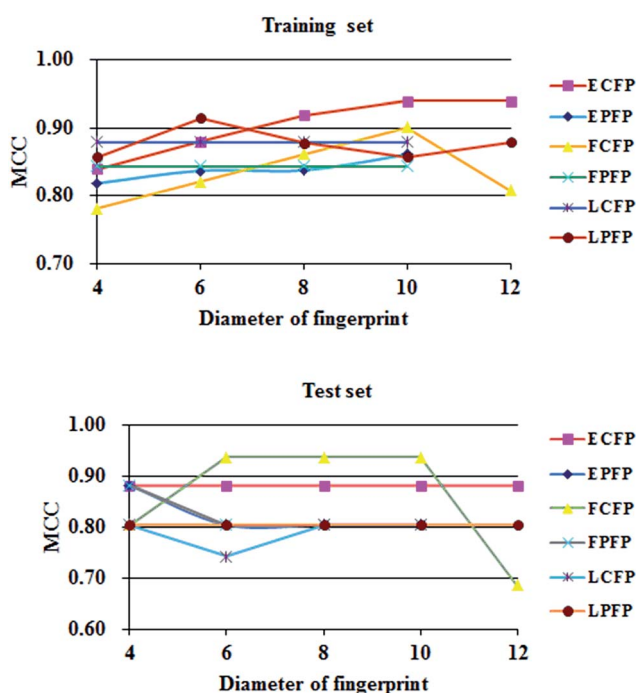 Training set
1.00
0.90
0.80
0.70
MCC
4 6 8 10 12
Diameter of fingerprint
ECFP
EPFP
FCFP
FPFP
LCFP
LPFP
Test set
1.00
0.90
0.80
0.70
0.60
MCC
4 6 8 10 12
Diameter of fingerprint
ECFP
EPFP
FCFP
FPFP
LCFP
LPFP